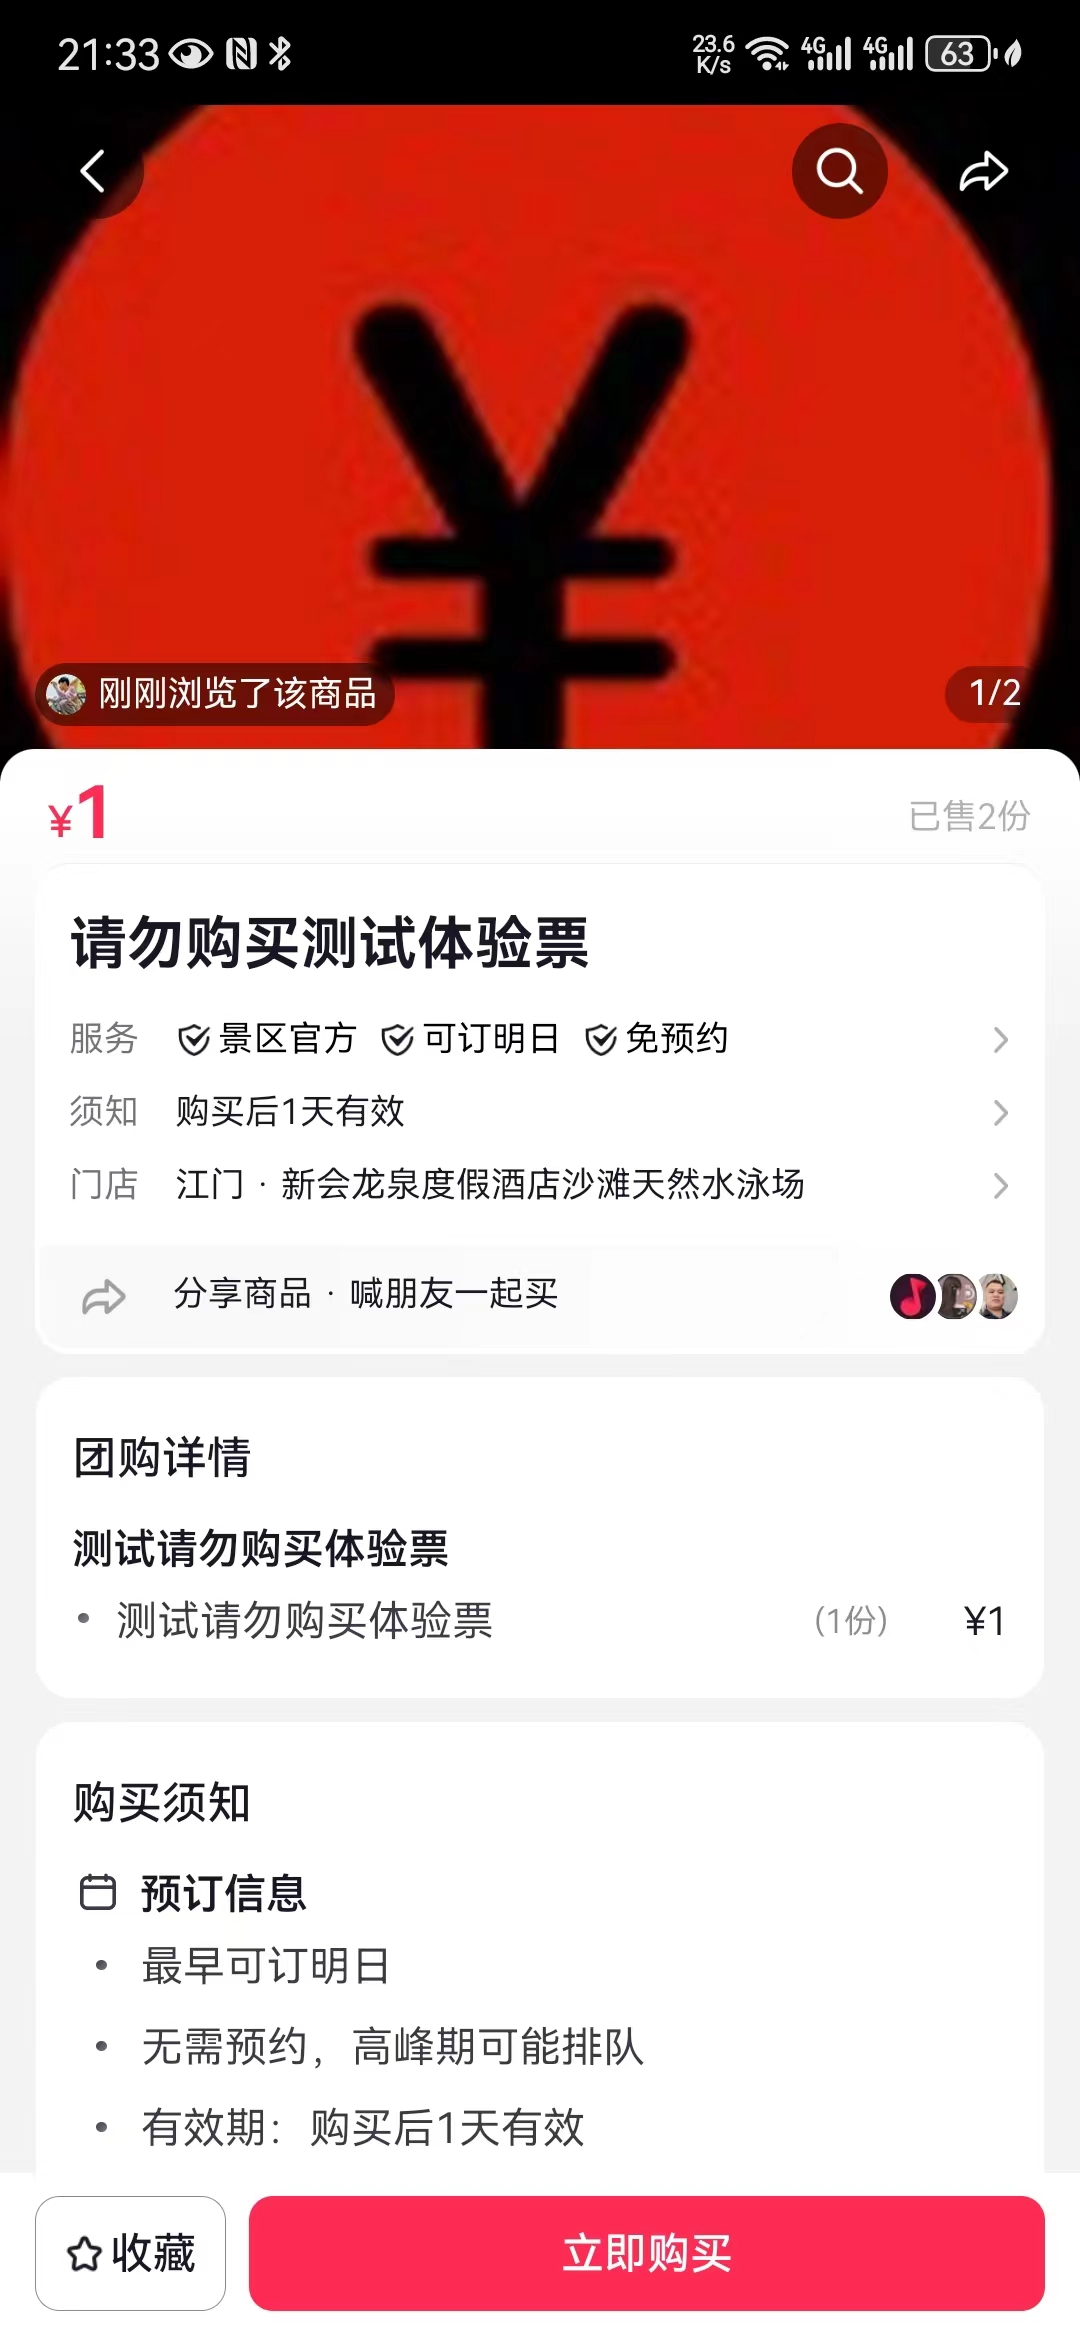 21:33
23.6 K/s
4G
4G
63
¥
刚刚浏览了该商品
1/2
¥1
已售2份
请勿购买测试体验票
服务 景区官方 可订明日 免预约
须知 购买后1天有效
门店 江门 · 新会龙泉度假酒店沙滩天然水泳场
分享商品 · 喊朋友一起买
团购详情
测试请勿购买体验票
• 测试请勿购买体验票 (1份) ¥1
购买须知
预订信息
• 最早可订明日
• 无需预约，高峰期可能排队
• 有效期：购买后1天有效
收藏
立即购买